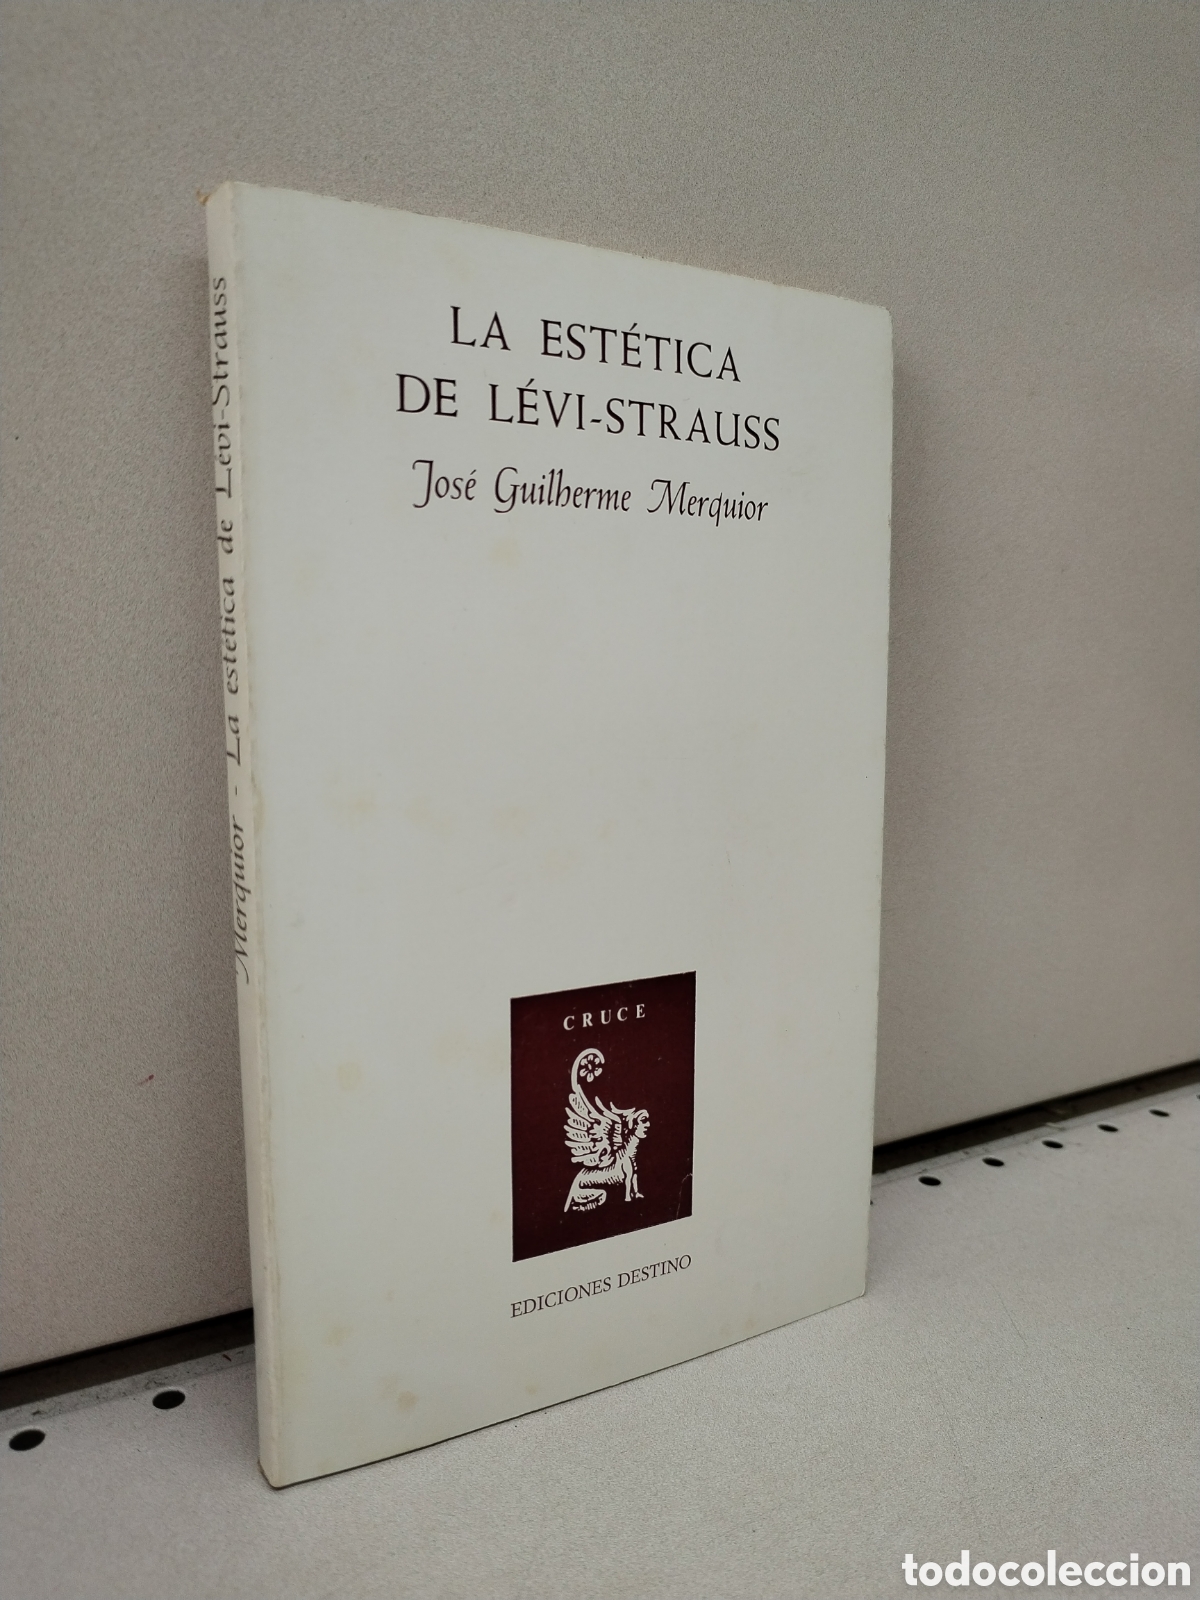 LA ESTÉTICA
DE LÉVI-STRAUSS
José Guilherme Merquior
CRUCE
EDICIONES DESTINO
Merquior - La estética de Lévi-Strauss
todocoleccion